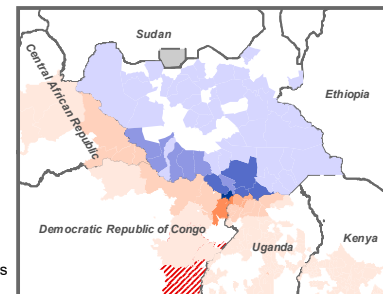 Sudan
Central African Republic
Ethiopia
Democratic Republic of Congo
Uganda
Kenya
s